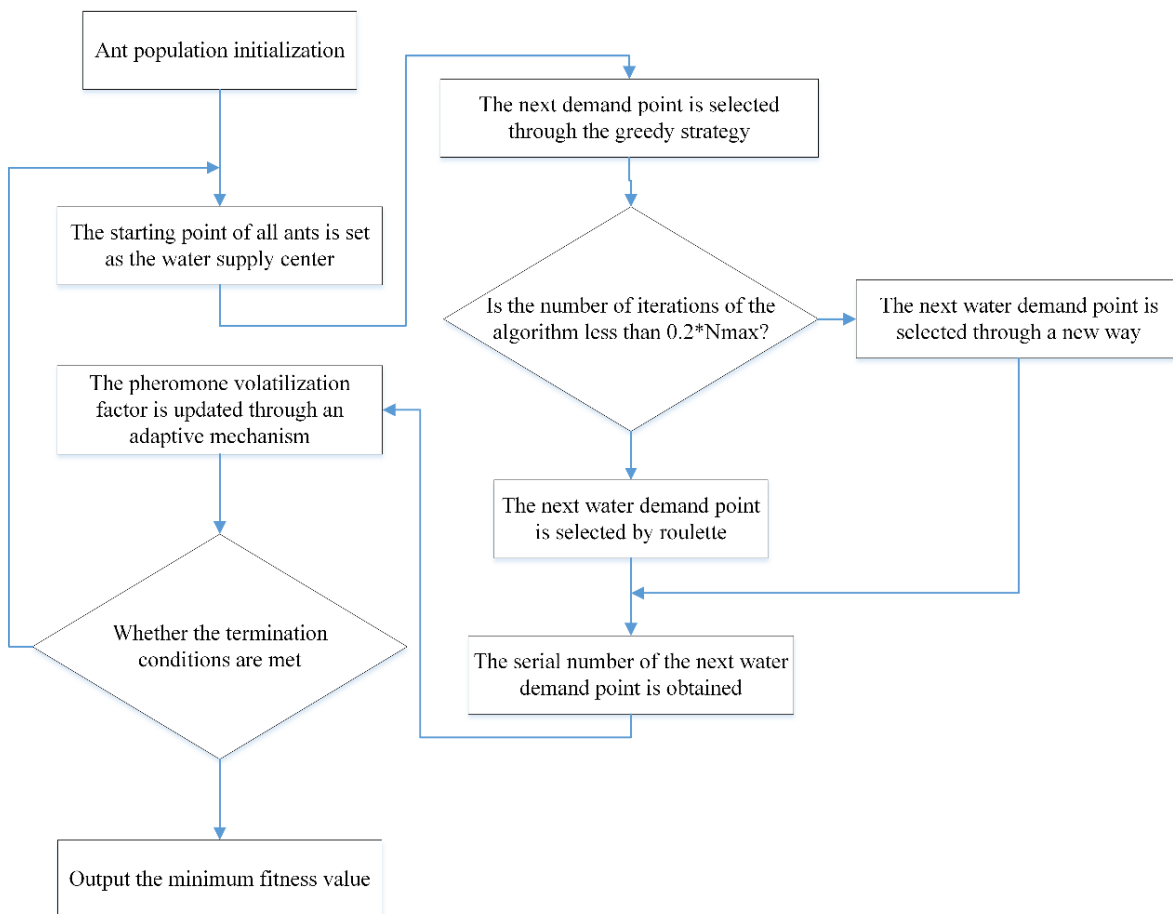 Ant population initialization
The starting point of all ants is set
as the water supply center
The next demand point is selected
through the greedy strategy
Is the number of iterations of the
algorithm less than 0.2*Nmax?
The next water demand point is
selected through a new way
The next water demand point
is selected by roulette
The serial number of the next water
demand point is obtained
The pheromone volatilization
factor is updated through an
adaptive mechanism
Whether the termination
conditions are met
Output the minimum fitness value